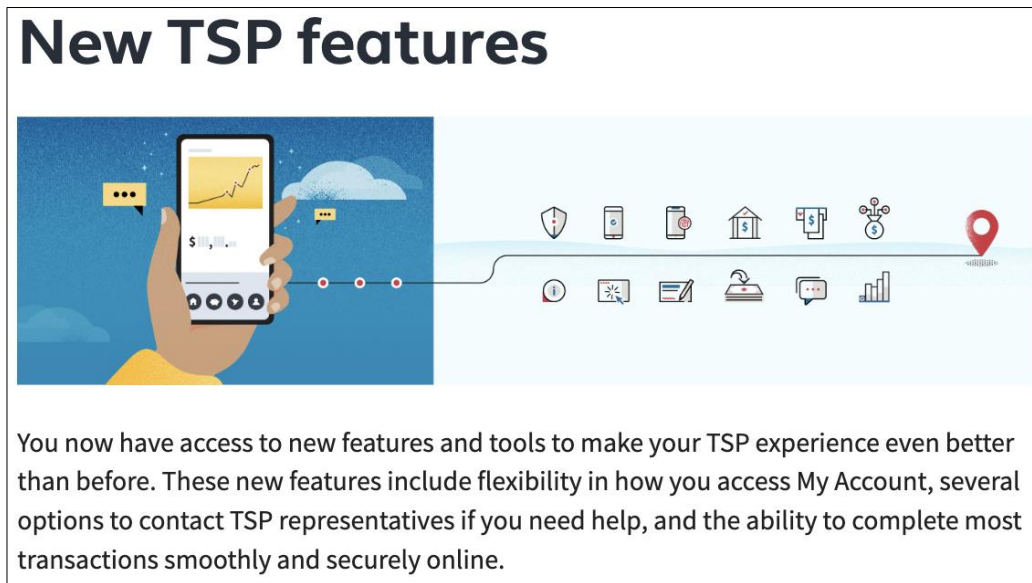 New TSP features
You now have access to new features and tools to make your TSP experience even better
than before. These new features include flexibility in how you access My Account, several
options to contact TSP representatives if you need help, and the ability to complete most
transactions smoothly and securely online.